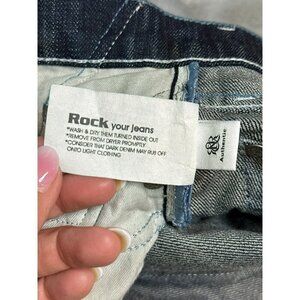 Rock your jeans
*WASH & DRY THEM TURNED INSIDE OUT
*REMOVE FROM DRYER PROMPTLY
*CONSIDER THAT DARK DENIM MAY RUB OFF
ONTO LIGHT CLOTHING
Authentic